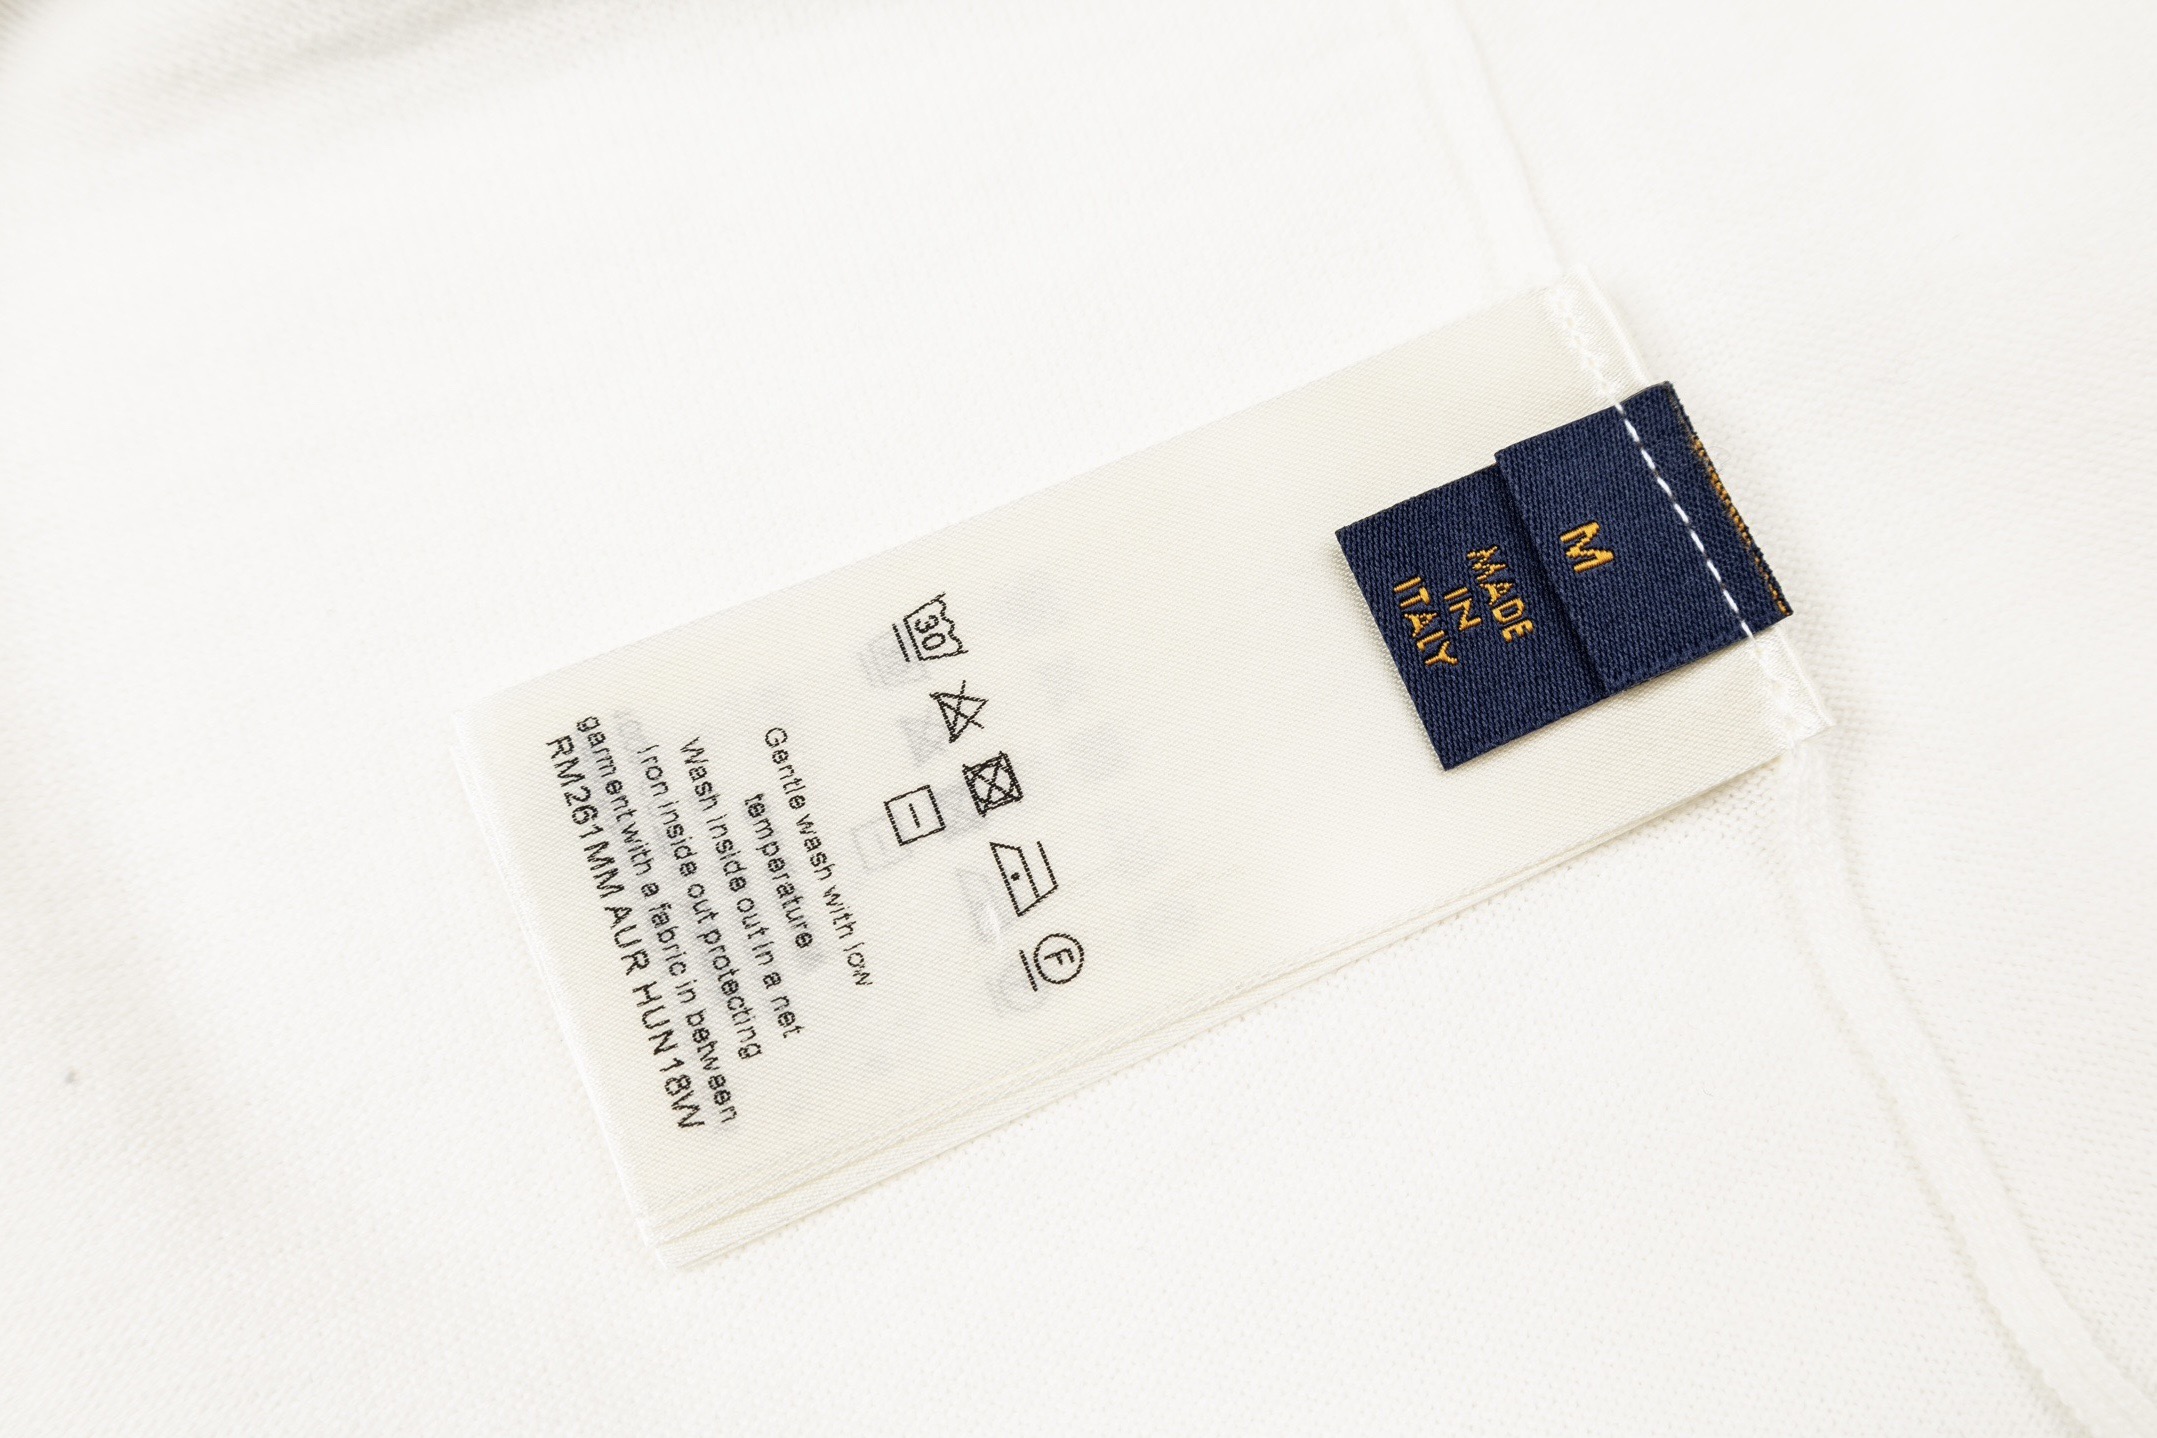 M
MADE
IN
ITALY
30
F
Gentle wash with low
temperature
Wash inside out in a net
Iron inside out protecting
garment with a fabric in between
RM261MM AUR HUN18W